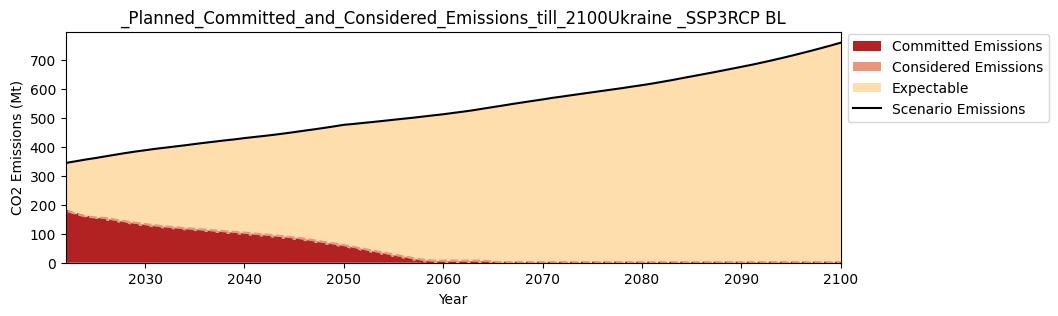 _Planned_Committed_and_Considered_Emissions_till_2100Ukraine _SSP3RCP BL
CO2 Emissions (Mt)
700
600
500
400
300
200
100
0
2030 2040 2050 2060 2070 2080 2090 2100
Year
Committed Emissions
Considered Emissions
Expectable
Scenario Emissions